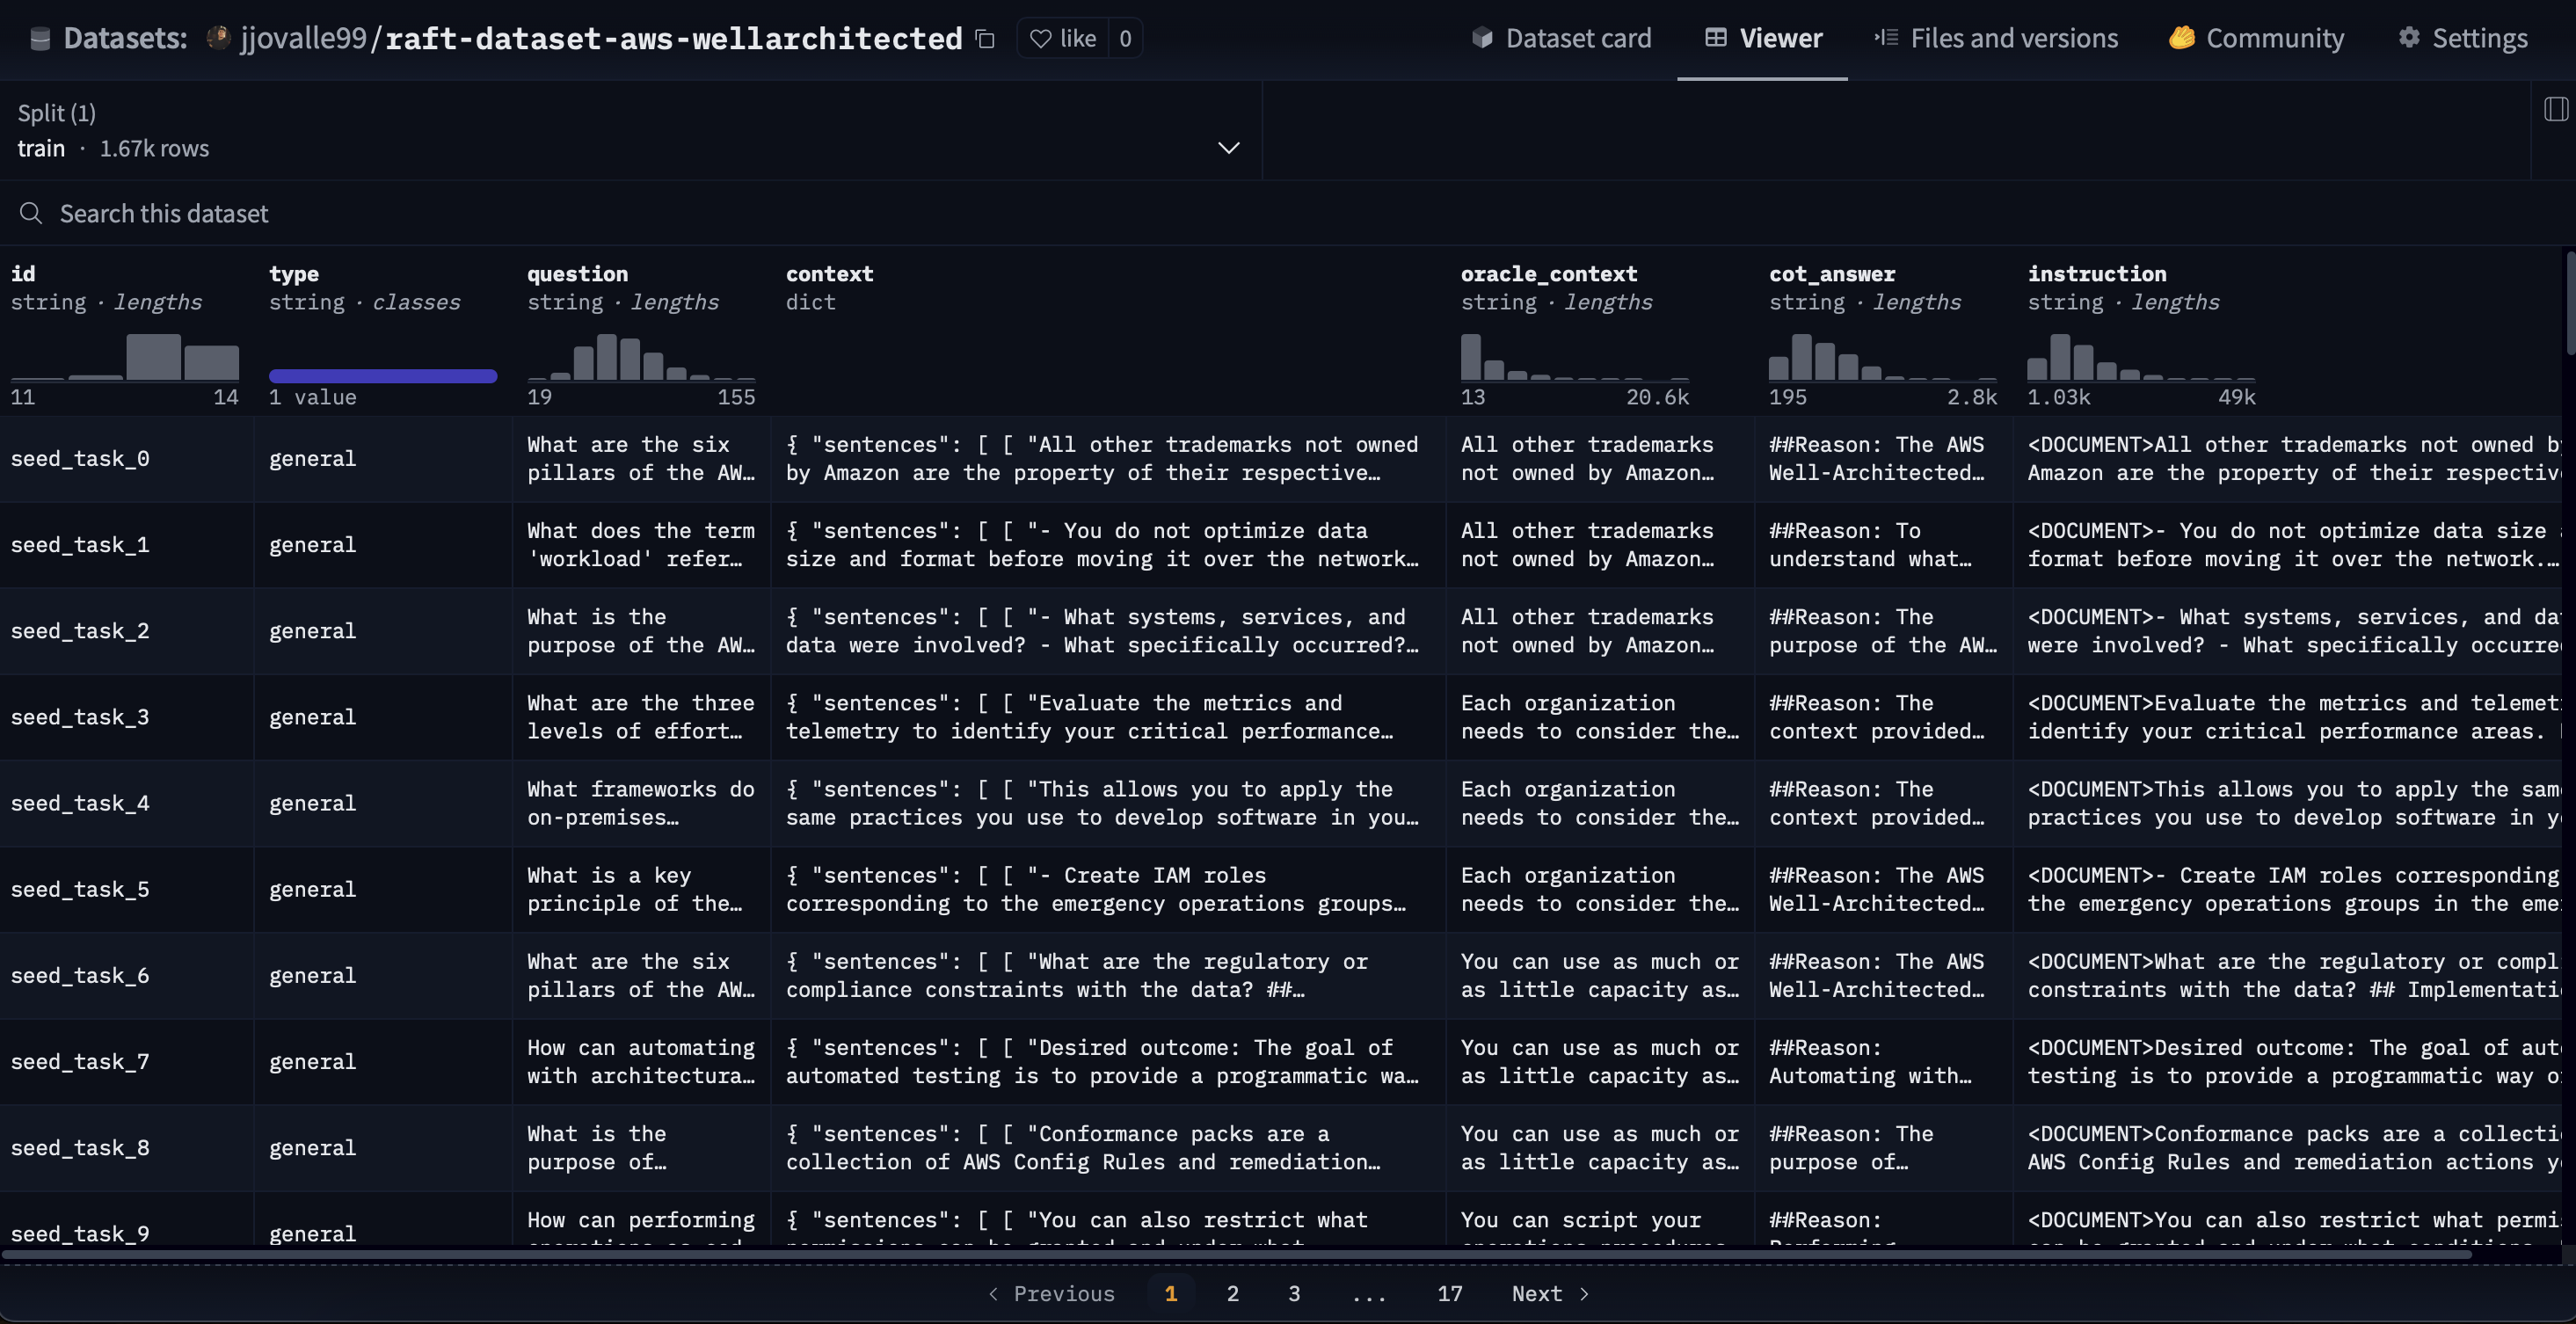 Datasets: jjovalle99/raft-dataset-aws-wellarchitected like 0 Dataset card Viewer Files and versions Community Settings
Split (1)
train · 1.67k rows
Search this dataset
id type question context oracle_context cot_answer instruction
string · lengths string · classes string · lengths dict string · lengths string · lengths string · lengths
11 14 1 value 19 155 13 20.6k 195 2.8k 1.03k 49k
seed_task_0
general
What are the six
pillars of the AW…
{ "sentences": [ [ "All other trademarks not owned
by Amazon are the property of their respective…
All other trademarks
not owned by Amazon…
##Reason: The AWS
Well-Architected…
<DOCUMENT>All other trademarks not owned by
Amazon are the property of their respective
seed_task_1
general
What does the term
'workload' refer…
{ "sentences": [ [ "- You do not optimize data
size and format before moving it over the network…
All other trademarks
not owned by Amazon…
##Reason: To
understand what…
<DOCUMENT>- You do not optimize data size
format before moving it over the network.…
seed_task_2
general
What is the
purpose of the AW…
{ "sentences": [ [ "- What systems, services, and
data were involved? - What specifically occurred?…
All other trademarks
not owned by Amazon…
##Reason: The
purpose of the AW…
<DOCUMENT>- What systems, services, and da
were involved? - What specifically occurre
seed_task_3
general
What are the three
levels of effort…
{ "sentences": [ [ "Evaluate the metrics and
telemetry to identify your critical performance…
Each organization
needs to consider the…
##Reason: The
context provided…
<DOCUMENT>Evaluate the metrics and telemet
identify your critical performance areas.
seed_task_4
general
What frameworks do
on-premises…
{ "sentences": [ [ "This allows you to apply the
same practices you use to develop software in you…
Each organization
needs to consider the…
##Reason: The
context provided…
<DOCUMENT>This allows you to apply the sam
practices you use to develop software in y
seed_task_5
general
What is a key
principle of the…
{ "sentences": [ [ "- Create IAM roles
corresponding to the emergency operations groups…
Each organization
needs to consider the…
##Reason: The AWS
Well-Architected…
<DOCUMENT>- Create IAM roles corresponding
the emergency operations groups in the eme
seed_task_6
general
What are the six
pillars of the AW…
{ "sentences": [ [ "What are the regulatory or
compliance constraints with the data? ##…
You can use as much or
as little capacity as…
##Reason: The AWS
Well-Architected…
<DOCUMENT>What are the regulatory or compl
constraints with the data? ## Implementati
seed_task_7
general
How can automating
with architectura…
{ "sentences": [ [ "Desired outcome: The goal of
automated testing is to provide a programmatic wa…
You can use as much or
as little capacity as…
##Reason:
Automating with…
<DOCUMENT>Desired outcome: The goal of aut
testing is to provide a programmatic way o
seed_task_8
general
What is the
purpose of…
{ "sentences": [ [ "Conformance packs are a
collection of AWS Config Rules and remediation…
You can use as much or
as little capacity as…
##Reason: The
purpose of…
<DOCUMENT>Conformance packs are a collecti
AWS Config Rules and remediation actions y
seed_task_9
general
How can performing
{ "sentences": [ [ "You can also restrict what
You can script your
##Reason:
<DOCUMENT>You can also restrict what permi
Previous 1 2 3 ... 17 Next